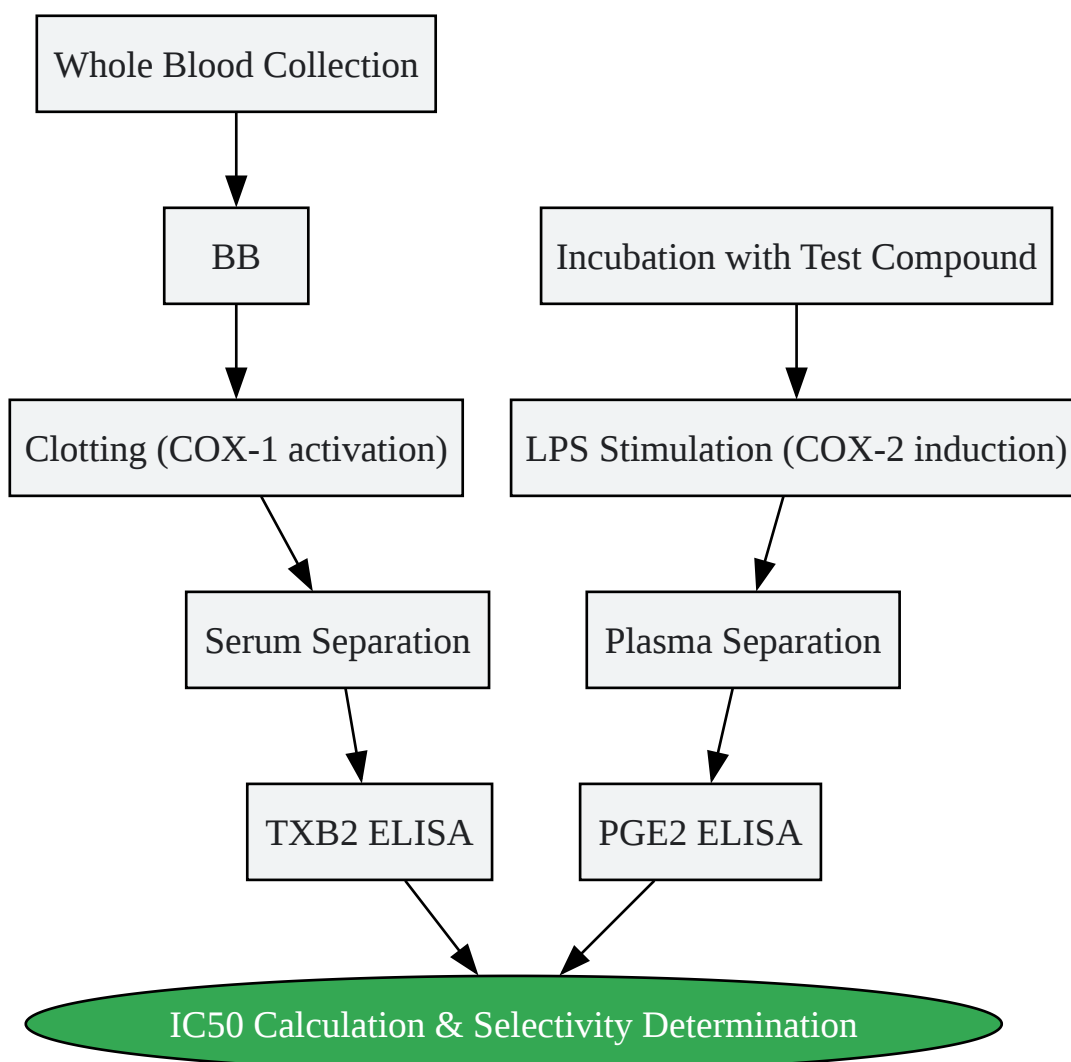 Whole Blood Collection
BB
Incubation with Test Compound
Clotting (COX-1 activation)
LPS Stimulation (COX-2 induction)
Serum Separation
Plasma Separation
TXB2 ELISA
PGE2 ELISA
IC50 Calculation & Selectivity Determination